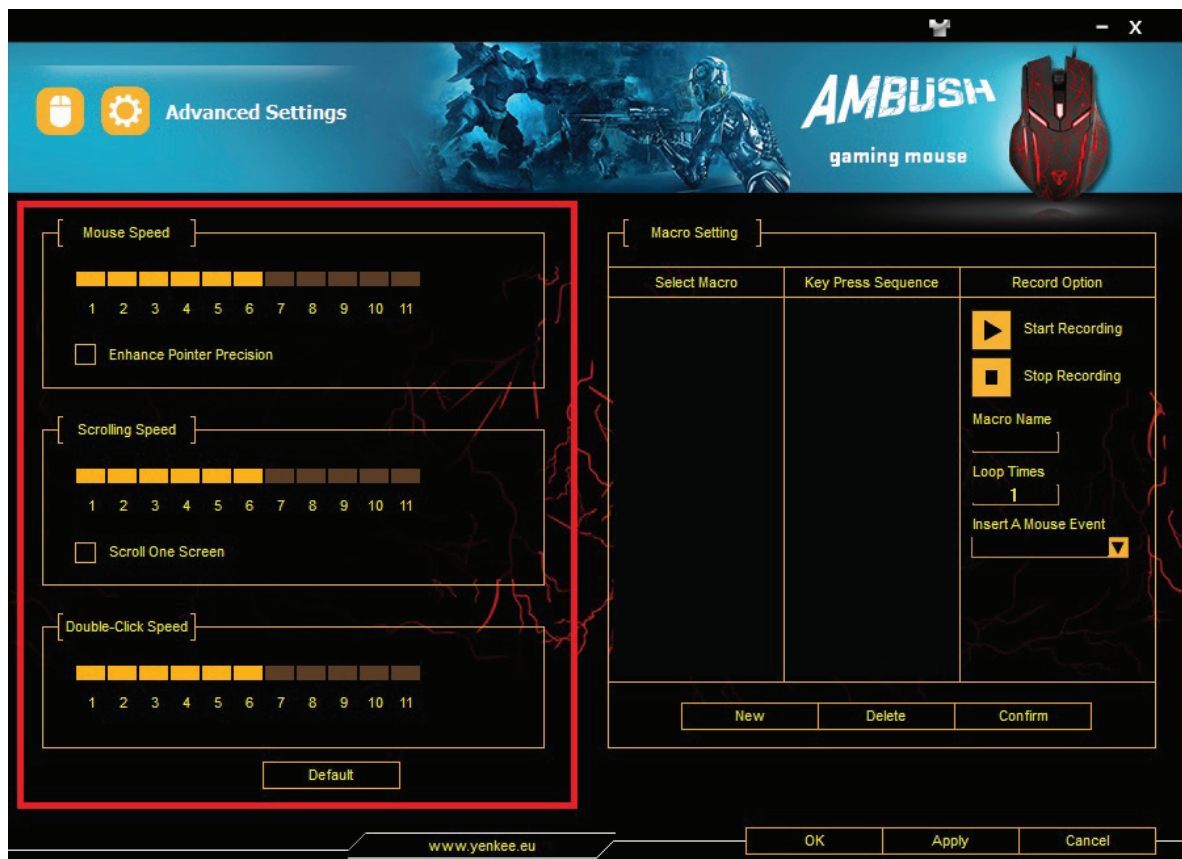 – X
Advanced Settings
AMBUSH
gaming mouse
Mouse Speed
1 2 3 4 5 6 7 8 9 10 11
Enhance Pointer Precision
Scrolling Speed
1 2 3 4 5 6 7 8 9 10 11
Scroll One Screen
Double-Click Speed
1 2 3 4 5 6 7 8 9 10 11
Default
Macro Setting
Select Macro Key Press Sequence Record Option
Start Recording
Stop Recording
Macro Name
Loop Times
1
Insert A Mouse Event
New Delete Confirm
www.yenkee.eu
OK Apply Cancel